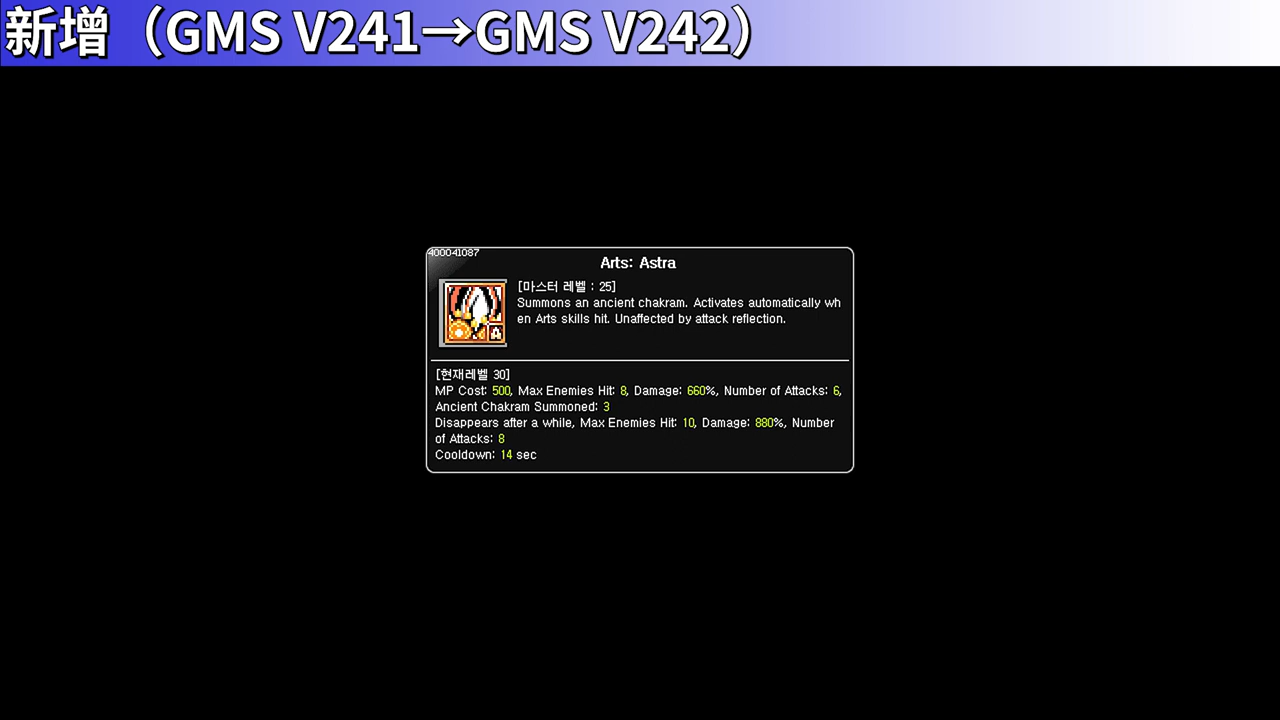 新增（GMS V241→GMS V242）
400041087
Arts: Astra
[마스터 레벨 : 25]
Summons an ancient chakram. Activates automatically wh
en Arts skills hit. Unaffected by attack reflection.
A
[현재레벨 30]
MP Cost: 500, Max Enemies Hit: 8, Damage: 660%, Number of Attacks: 6,
Ancient Chakram Summoned: 3
Disappears after a while, Max Enemies Hit: 10, Damage: 880%, Number
of Attacks: 8
Cooldown: 14 sec